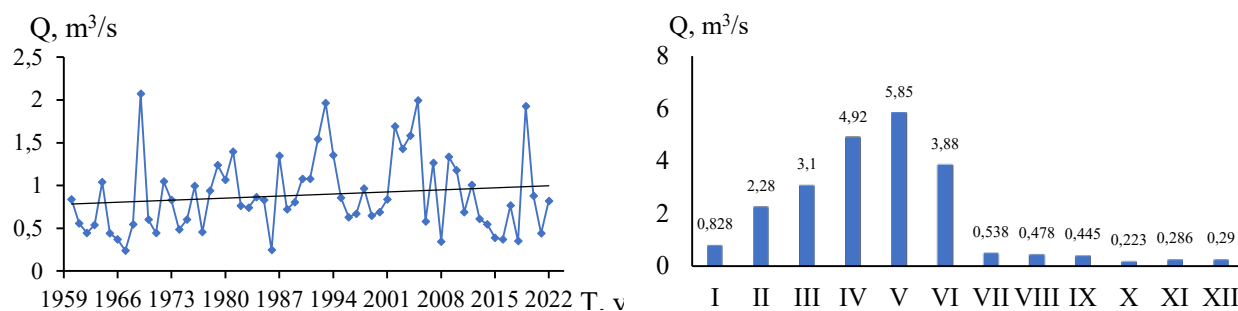 Q, m³/s
2,5
2
1,5
1
0,5
0
1959 1966 1973 1980 1987 1994 2001 2008 2015 2022 T, y
Q, m³/s
8
6
4
2
0
0,828 2,28 3,1 4,92 5,85 3,88 0,538 0,478 0,445 0,223 0,286 0,29
I II III IV V VI VII VIII IX X XI XII